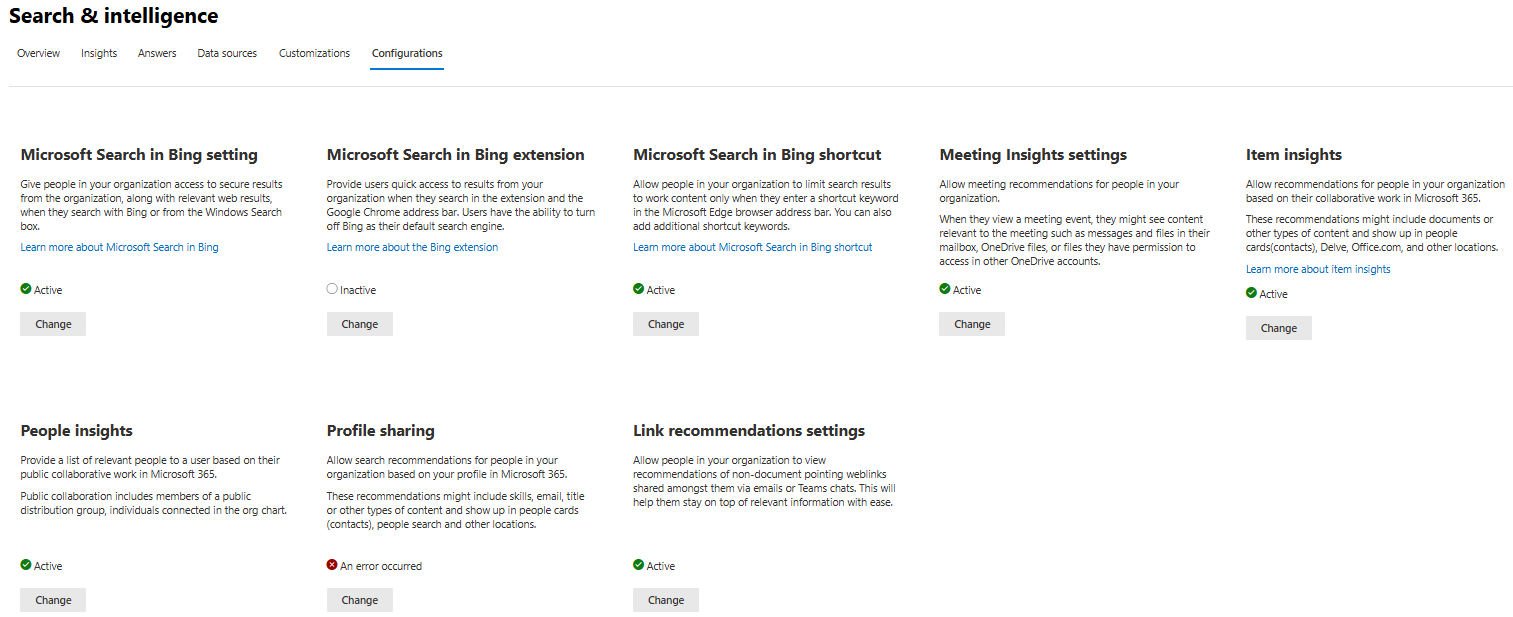 Search & intelligence
Overview Insights Answers Data sources Customizations Configurations
Microsoft Search in Bing setting
Give people in your organization access to secure results
from the organization, along with relevant web results,
when they search with Bing or from the Windows Search
box.
Learn more about Microsoft Search in Bing
Active
Change
Microsoft Search in Bing extension
Provide users quick access to results from your
organization when they search in the extension and the
Google Chrome address bar. Users have the ability to turn
off Bing as their default search engine.
Learn more about the Bing extension
Inactive
Change
Microsoft Search in Bing shortcut
Allow people in your organization to limit search results
to work content only when they enter a shortcut keyword
in the Microsoft Edge browser address bar. You can also
add additional shortcut keywords.
Learn more about Microsoft Search in Bing shortcut
Active
Change
Meeting Insights settings
Allow meeting recommendations for people in your
organization.
When they view a meeting event, they might see content
relevant to the meeting such as messages and files in their
mailbox, OneDrive files, or files they have permission to
access in other OneDrive accounts.
Active
Change
Item insights
Allow recommendations for people in your organization
based on their collaborative work in Microsoft 365.
These recommendations might include documents or
other types of content and show up in people
cards(contacts), Delve, Office.com, and other locations.
Learn more about item insights
Active
Change
People insights
Provide a list of relevant people to a user based on their
public collaborative work in Microsoft 365.
Public collaboration includes members of a public
distribution group, individuals connected in the org chart.
Active
Change
Profile sharing
Allow search recommendations for people in your
organization based on your profile in Microsoft 365.
These recommendations might include skills, email, title
or other types of content and show up in people cards
(contacts), people search and other locations.
An error occurred
Change
Link recommendations settings
Allow people in your organization to view
recommendations of non-document pointing weblinks
shared amongst them via emails or Teams chats. This will
help them stay on top of relevant information with ease.
Active
Change